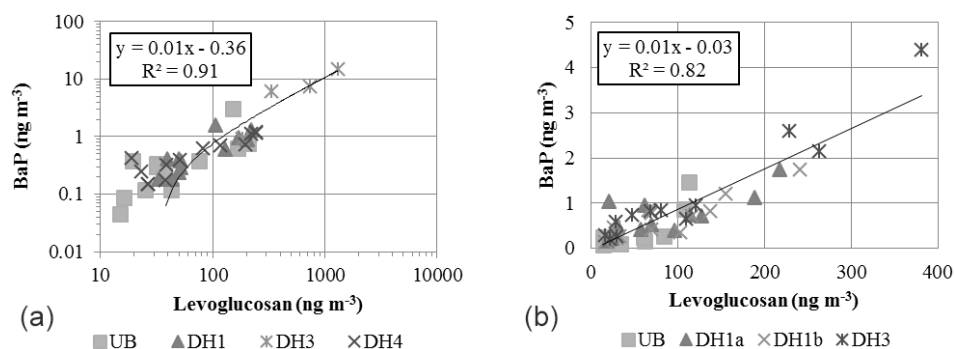 y = 0.01x - 0.36
R² = 0.91
BaP (ng m⁻³)
100
10
1
0.1
0.01
10 100 1000 10000
Levoglucosan (ng m⁻³)
(a)
UB DH1 DH3 DH4
y = 0.01x - 0.03
R² = 0.82
BaP (ng m⁻³)
5
4
3
2
1
0
0 100 200 300 400
Levoglucosan (ng m⁻³)
(b)
UB DH1a DH1b DH3